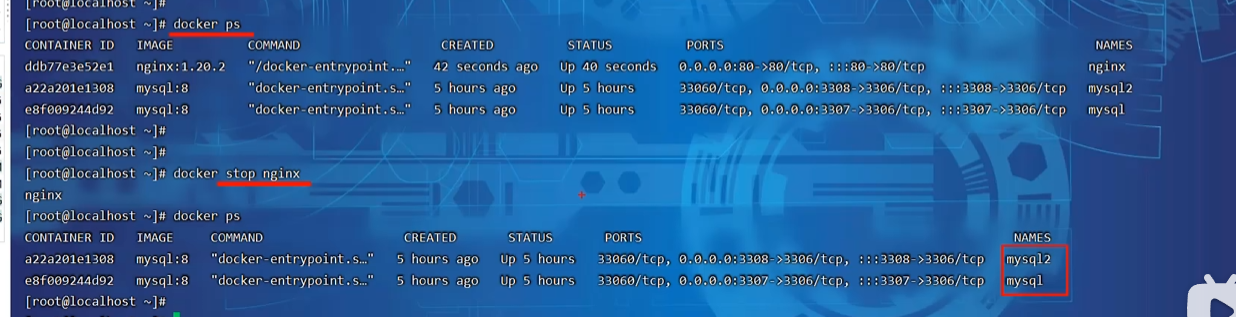 [root@localhost ~]#
[root@localhost ~]# docker ps
CONTAINER ID   IMAGE          COMMAND                  CREATED          STATUS          PORTS                                                  NAMES
ddb77e3e52e1   nginx:1.20.2   "/docker-entrypoint.…"   42 seconds ago   Up 40 seconds   0.0.0.0:80->80/tcp, :::80->80/tcp                      nginx
a22a201e1308   mysql:8        "docker-entrypoint.s…"   5 hours ago      Up 5 hours      33060/tcp, 0.0.0.0:3308->3306/tcp, :::3308->3306/tcp   mysql2
e8f009244d92   mysql:8        "docker-entrypoint.s…"   5 hours ago      Up 5 hours      33060/tcp, 0.0.0.0:3307->3306/tcp, :::3307->3306/tcp   mysql
[root@localhost ~]#
[root@localhost ~]#
[root@localhost ~]# docker stop nginx
nginx
[root@localhost ~]# docker ps
CONTAINER ID   IMAGE     COMMAND                  CREATED       STATUS       PORTS                                                  NAMES
a22a201e1308   mysql:8   "docker-entrypoint.s…"   5 hours ago   Up 5 hours   33060/tcp, 0.0.0.0:3308->3306/tcp, :::3308->3306/tcp   mysql2
e8f009244d92   mysql:8   "docker-entrypoint.s…"   5 hours ago   Up 5 hours   33060/tcp, 0.0.0.0:3307->3306/tcp, :::3307->3306/tcp   mysql
[root@localhost ~]#